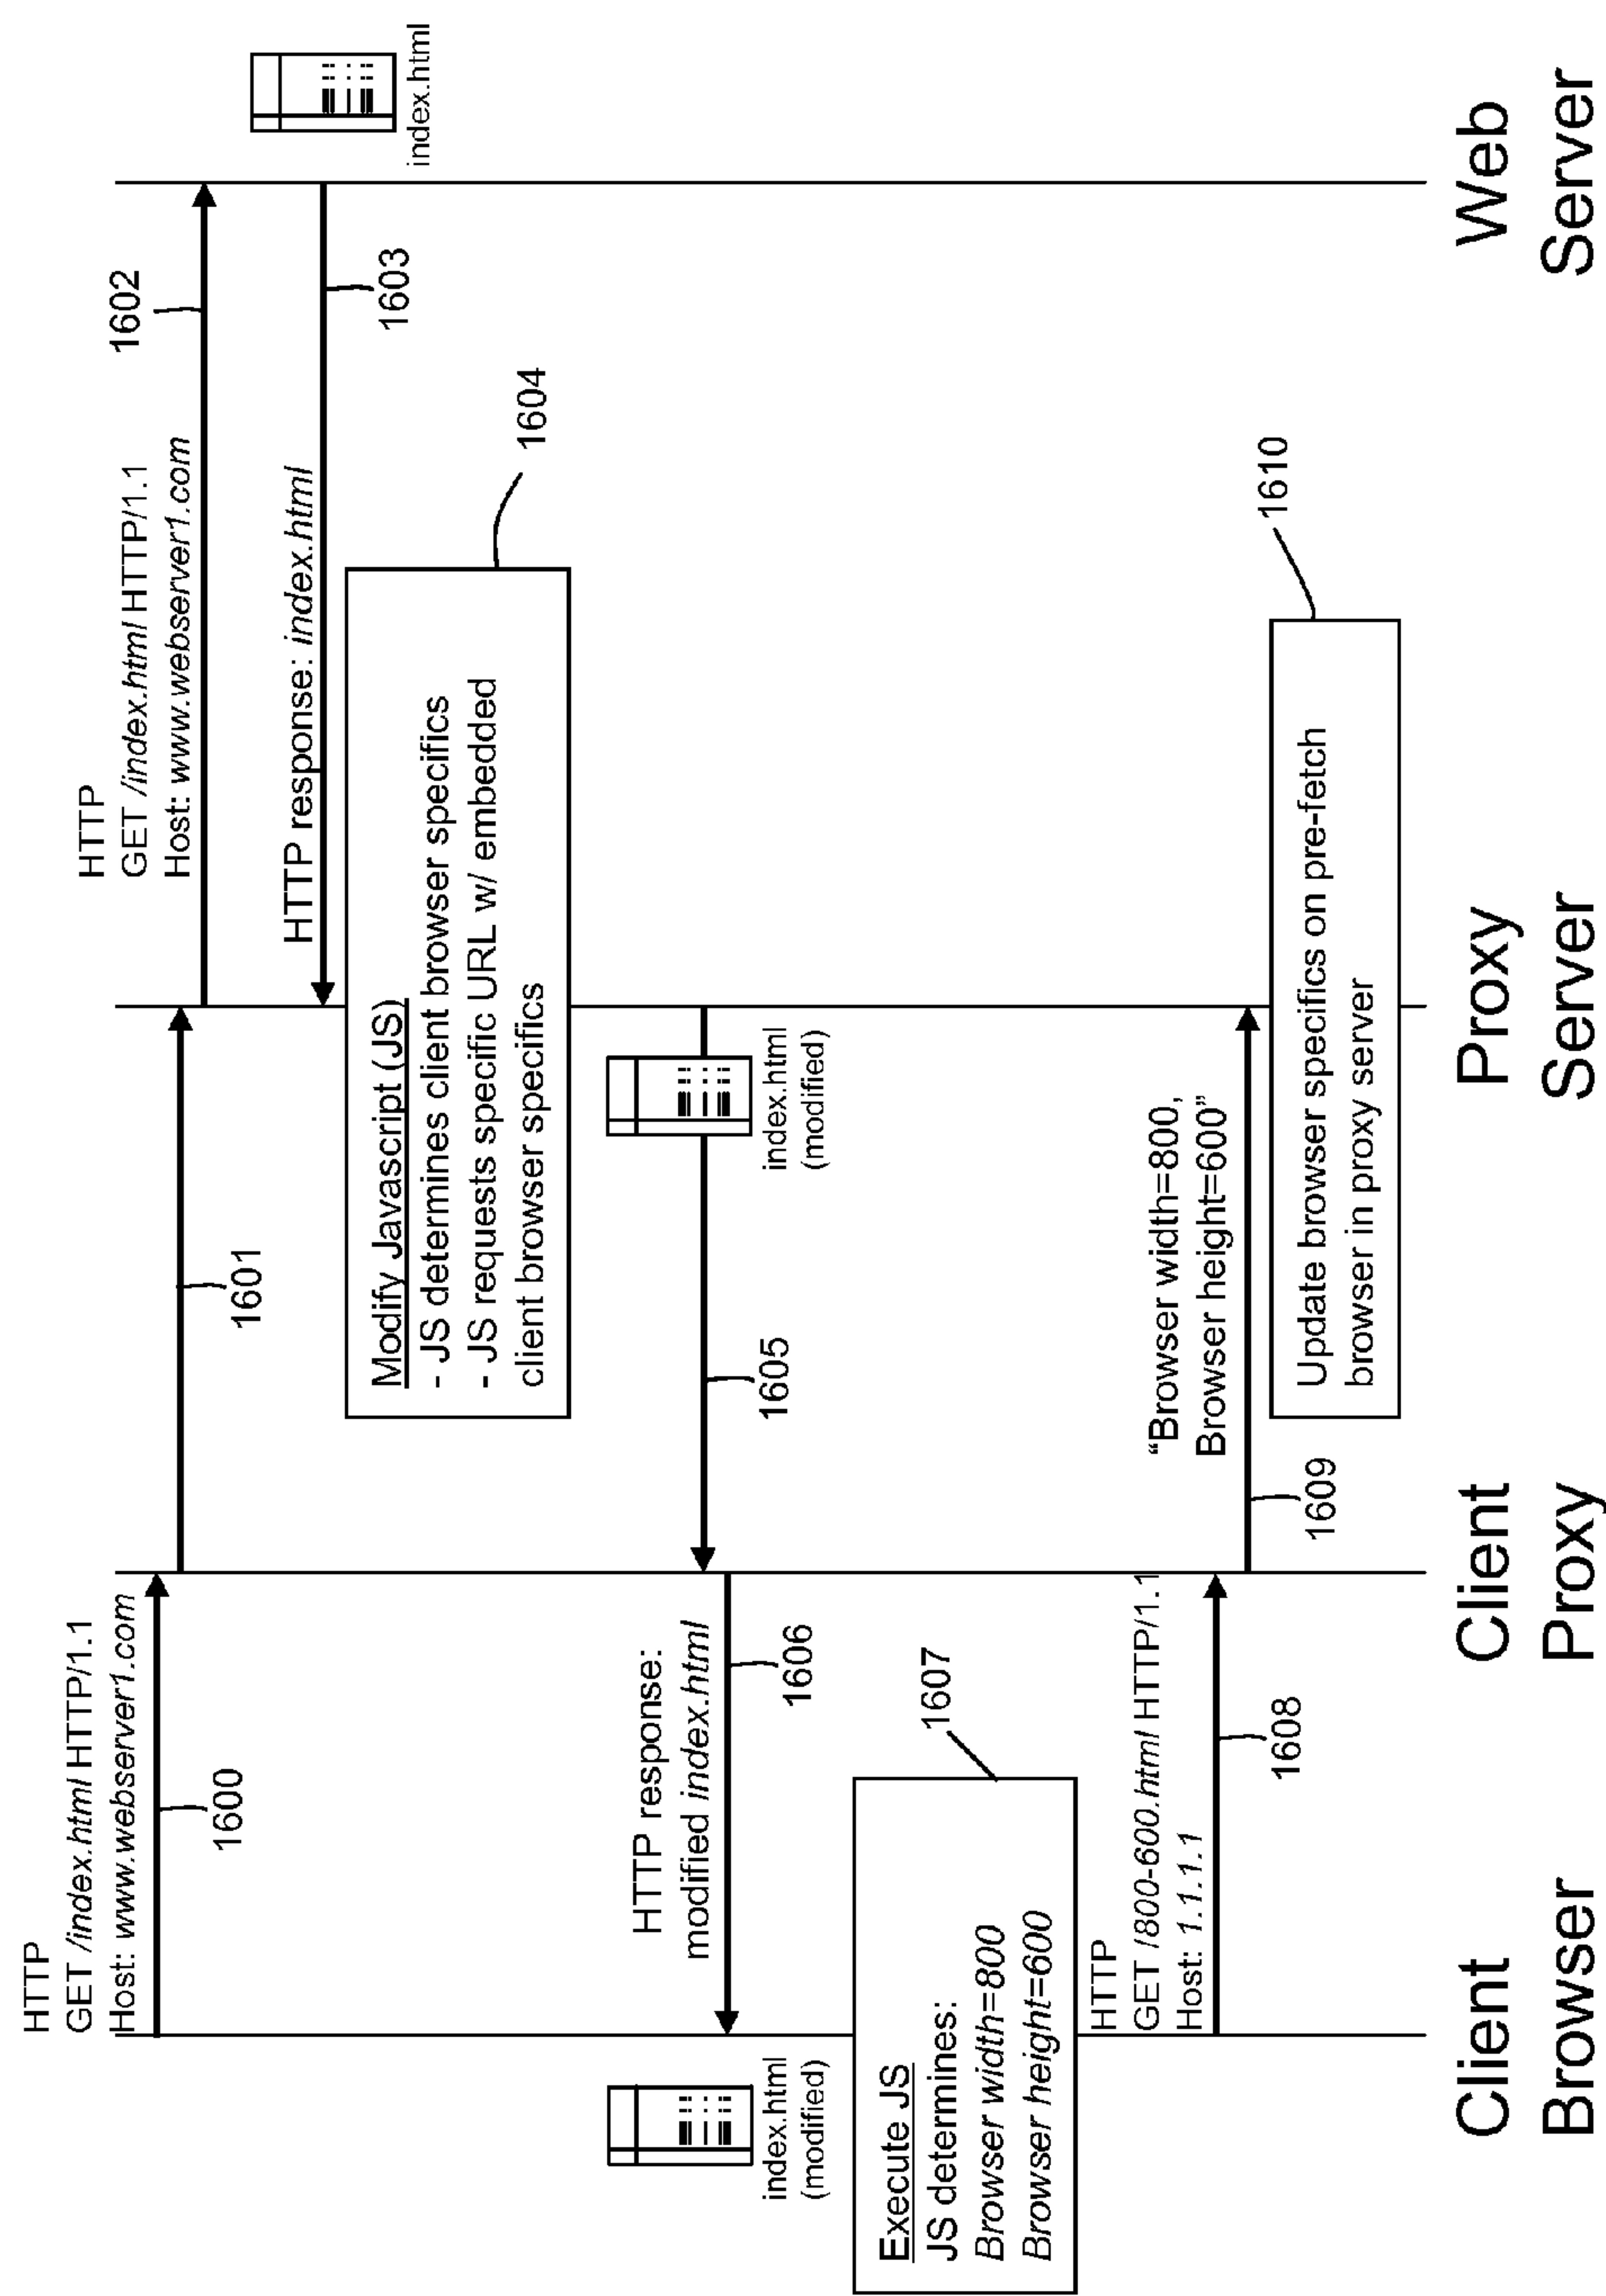 HTTP
GET /index.html HTTP/1.1
Host: www.webserver1.com
1600
1601
HTTP
GET /index.html HTTP/1.1
Host: www.webserver1.com
1602
HTTP response: index.html
1603
index.html
Modify Javascript (JS)
- JS determines client browser specifics
- JS requests specific URL w/ embedded
client browser specifics
1604
index.html
(modified)
1605
HTTP response:
modified index.html
1606
index.html
(modified)
Execute JS
JS determines:
Browser width=800
Browser height=600
1607
HTTP
GET /800-600.html HTTP/1.1
Host: 1.1.1.1
1608
“Browser width=800,
Browser height=600”
1609
Update browser specifics on pre-fetch
browser in proxy server
1610
Client
Browser
Client
Proxy
Proxy
Server
Web
Server